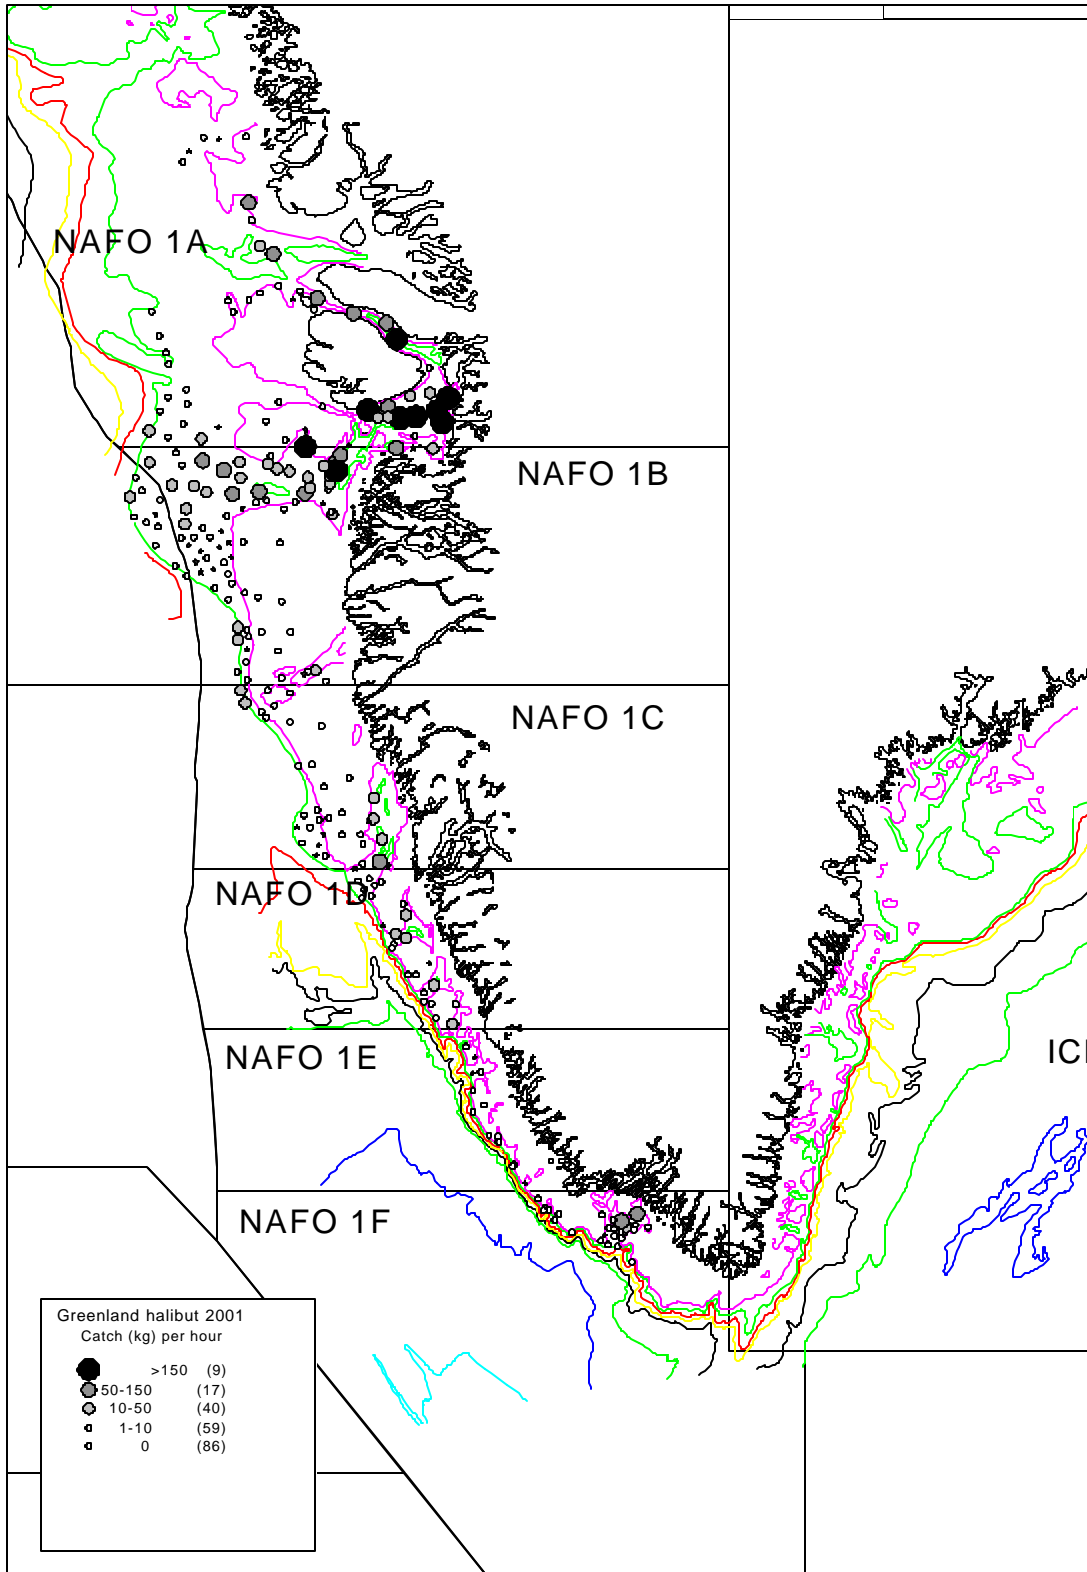 NAFO 1A
NAFO 1B
NAFO 1C
NAFO 1D
NAFO 1E
ICI
NAFO 1F
Greenland halibut 2001
Catch (kg) per hour
>150 (9)
50-150 (17)
10-50 (40)
1-10 (59)
0 (86)